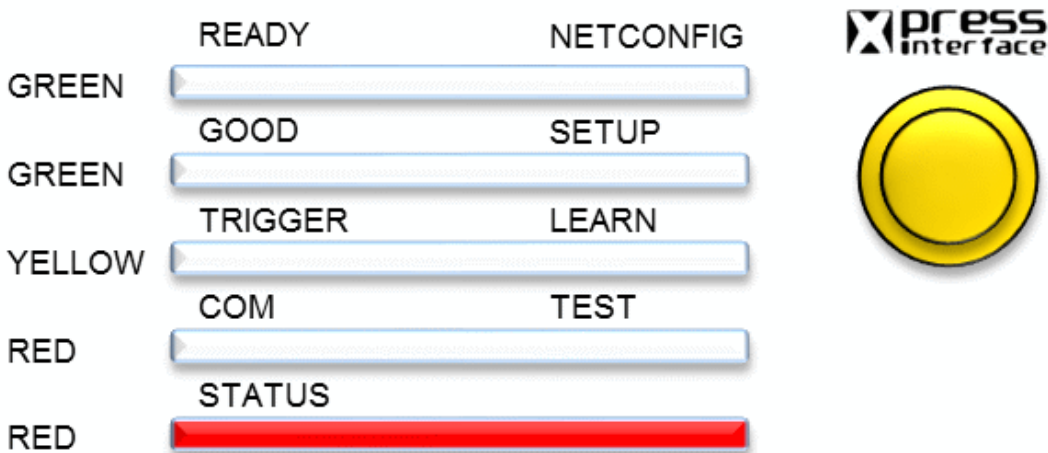 READY NETCONFIG
Xpress
interface
GREEN
GOOD SETUP
GREEN
TRIGGER LEARN
YELLOW
COM TEST
RED
STATUS
RED